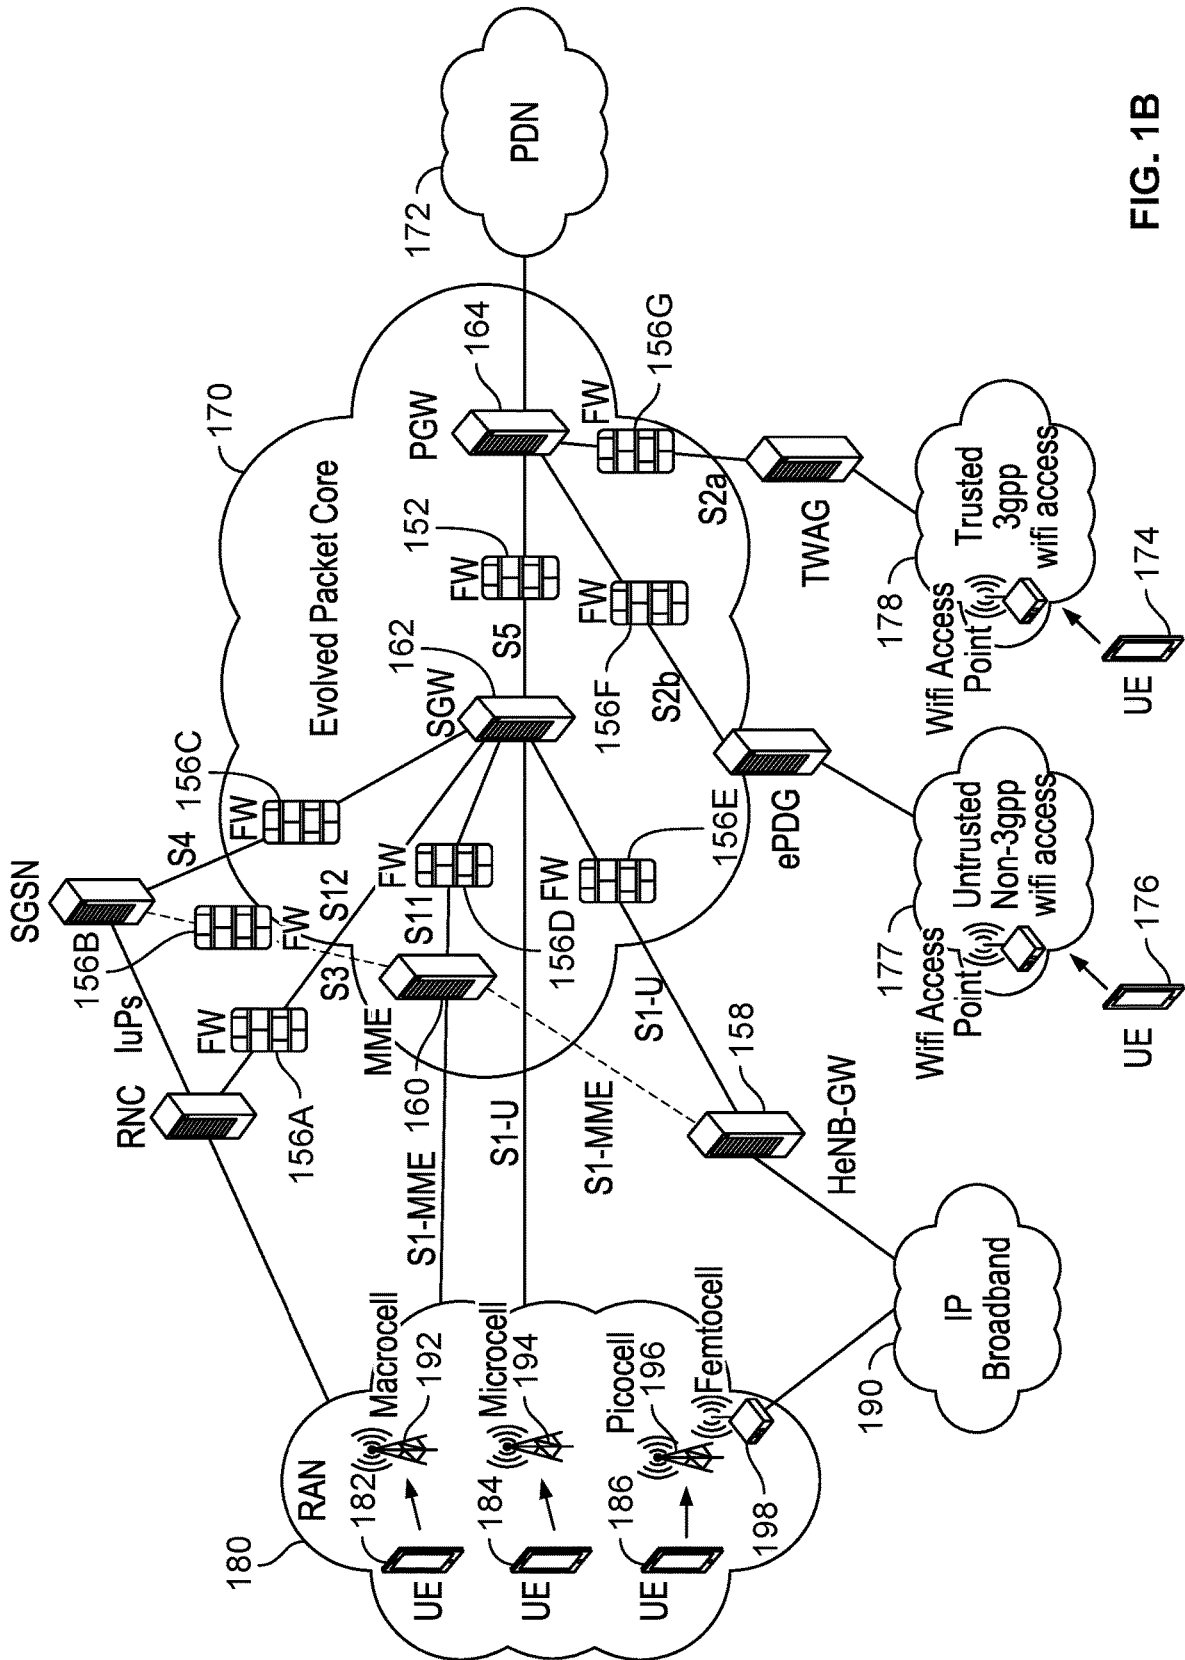 SGSN
156B
FW
S4
FW
156C
IuPs
RNC
FW
156A
S12
S3
MME
160
S11
FW
156D
Evolved Packet Core
170
SGW
162
S5
FW
152
PGW
164
172
PDN
FW
156G
S2a
TWAG
FW
156F
S2b
ePDG
FW
156E
S1-U
S1-MME
S1-U
S1-MME
158
HeNB-GW
180
RAN
182
Macrocell
192
UE
184
Microcell
194
UE
186
Picocell
196
UE
Femtocell
198
190
IP
Broadband
177
Wifi Access
Point
Untrusted
Non-3gpp
wifi access
UE
176
178
Wifi Access
Point
Trusted
3gpp
wifi access
UE
174
FIG. 1B